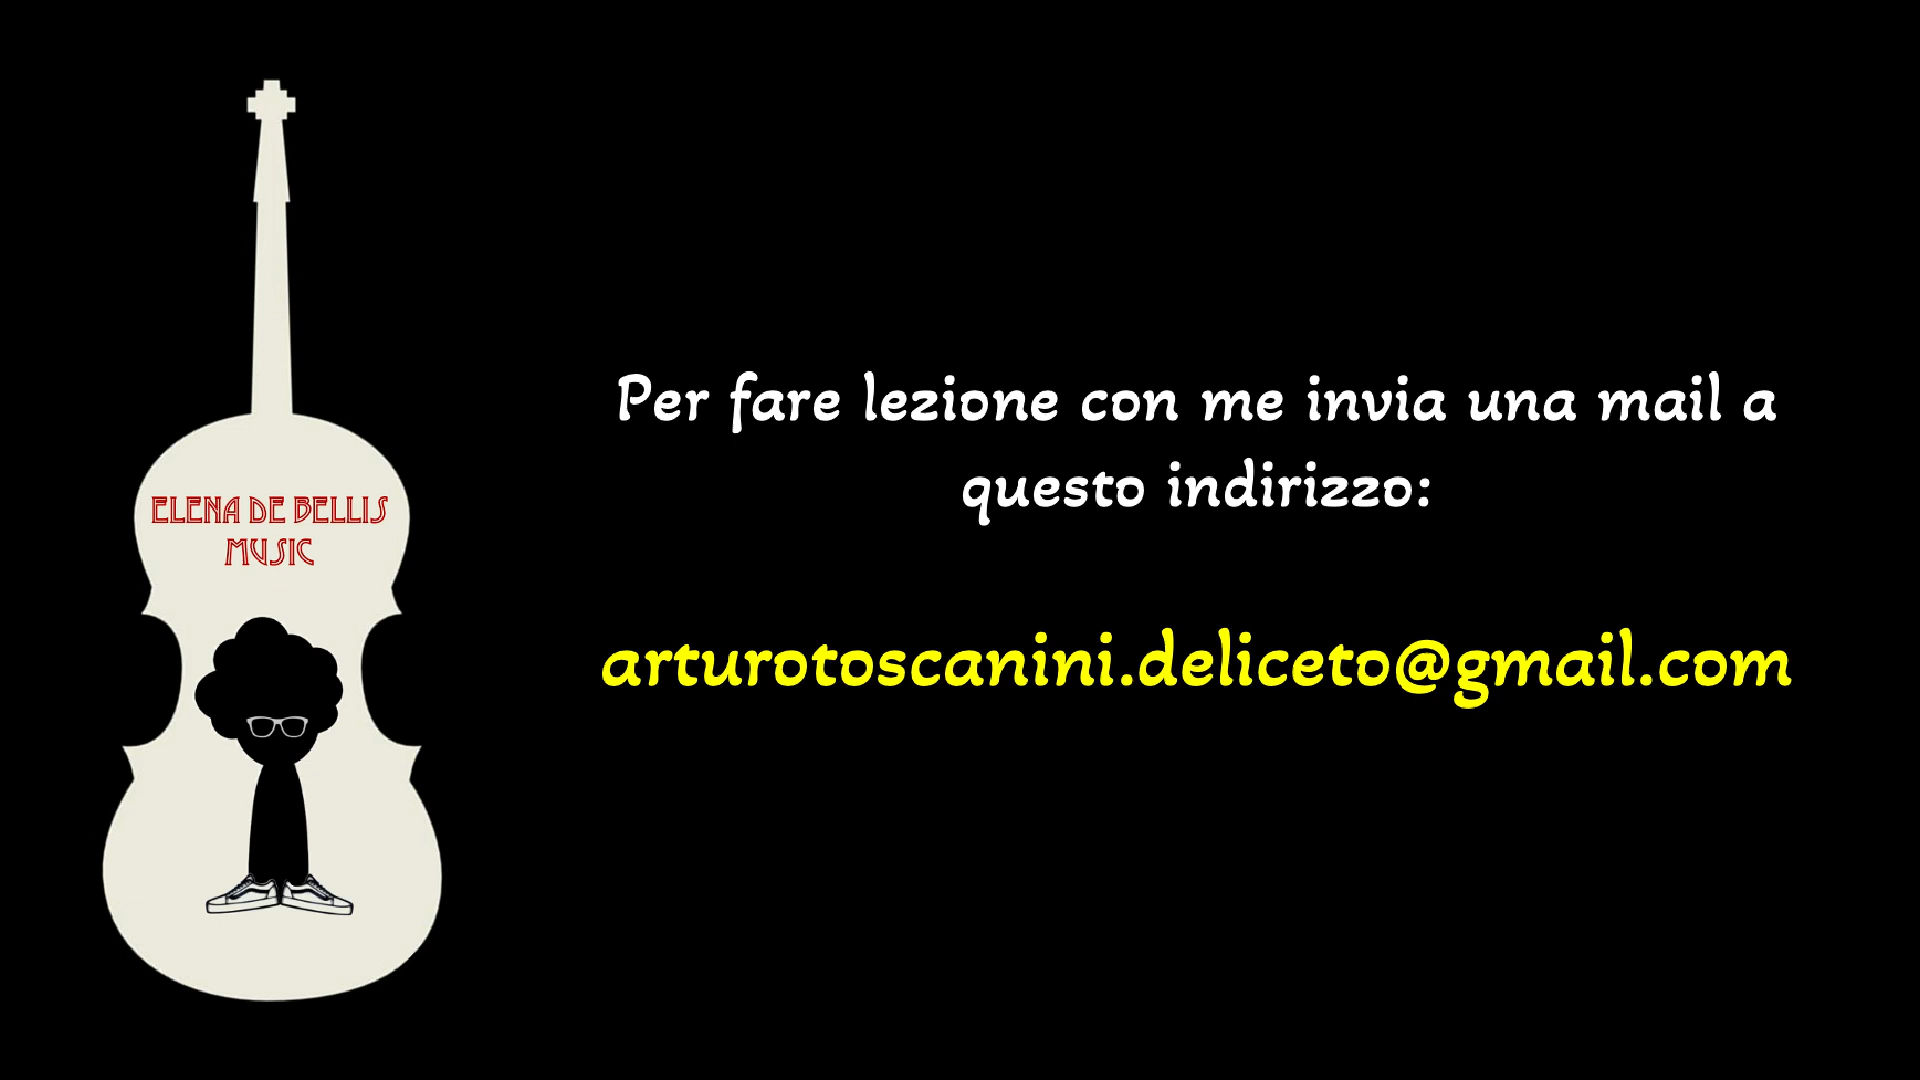 ELENA DE BELLIS
MUSIC
Per fare lezione con me invia una mail a
questo indirizzo:
arturotoscanini.deliceto@gmail.com